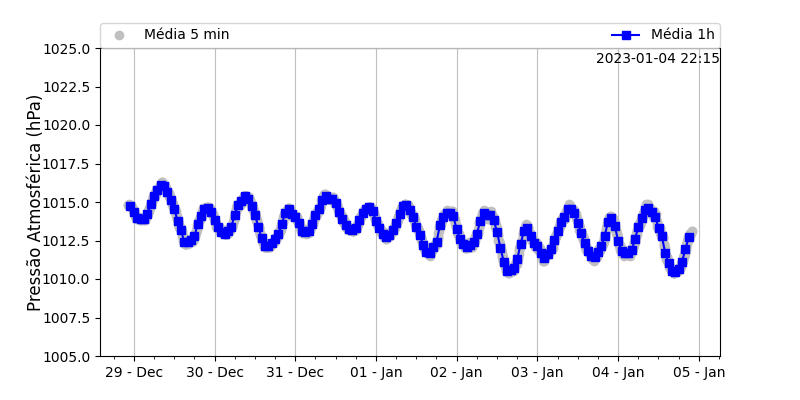 Média 5 min
Média 1h
2023-01-04 22:15
Pressão Atmosférica (hPa)
1025.0
1022.5
1020.0
1017.5
1015.0
1012.5
1010.0
1007.5
1005.0
29 - Dec
30 - Dec
31 - Dec
01 - Jan
02 - Jan
03 - Jan
04 - Jan
05 - Jan